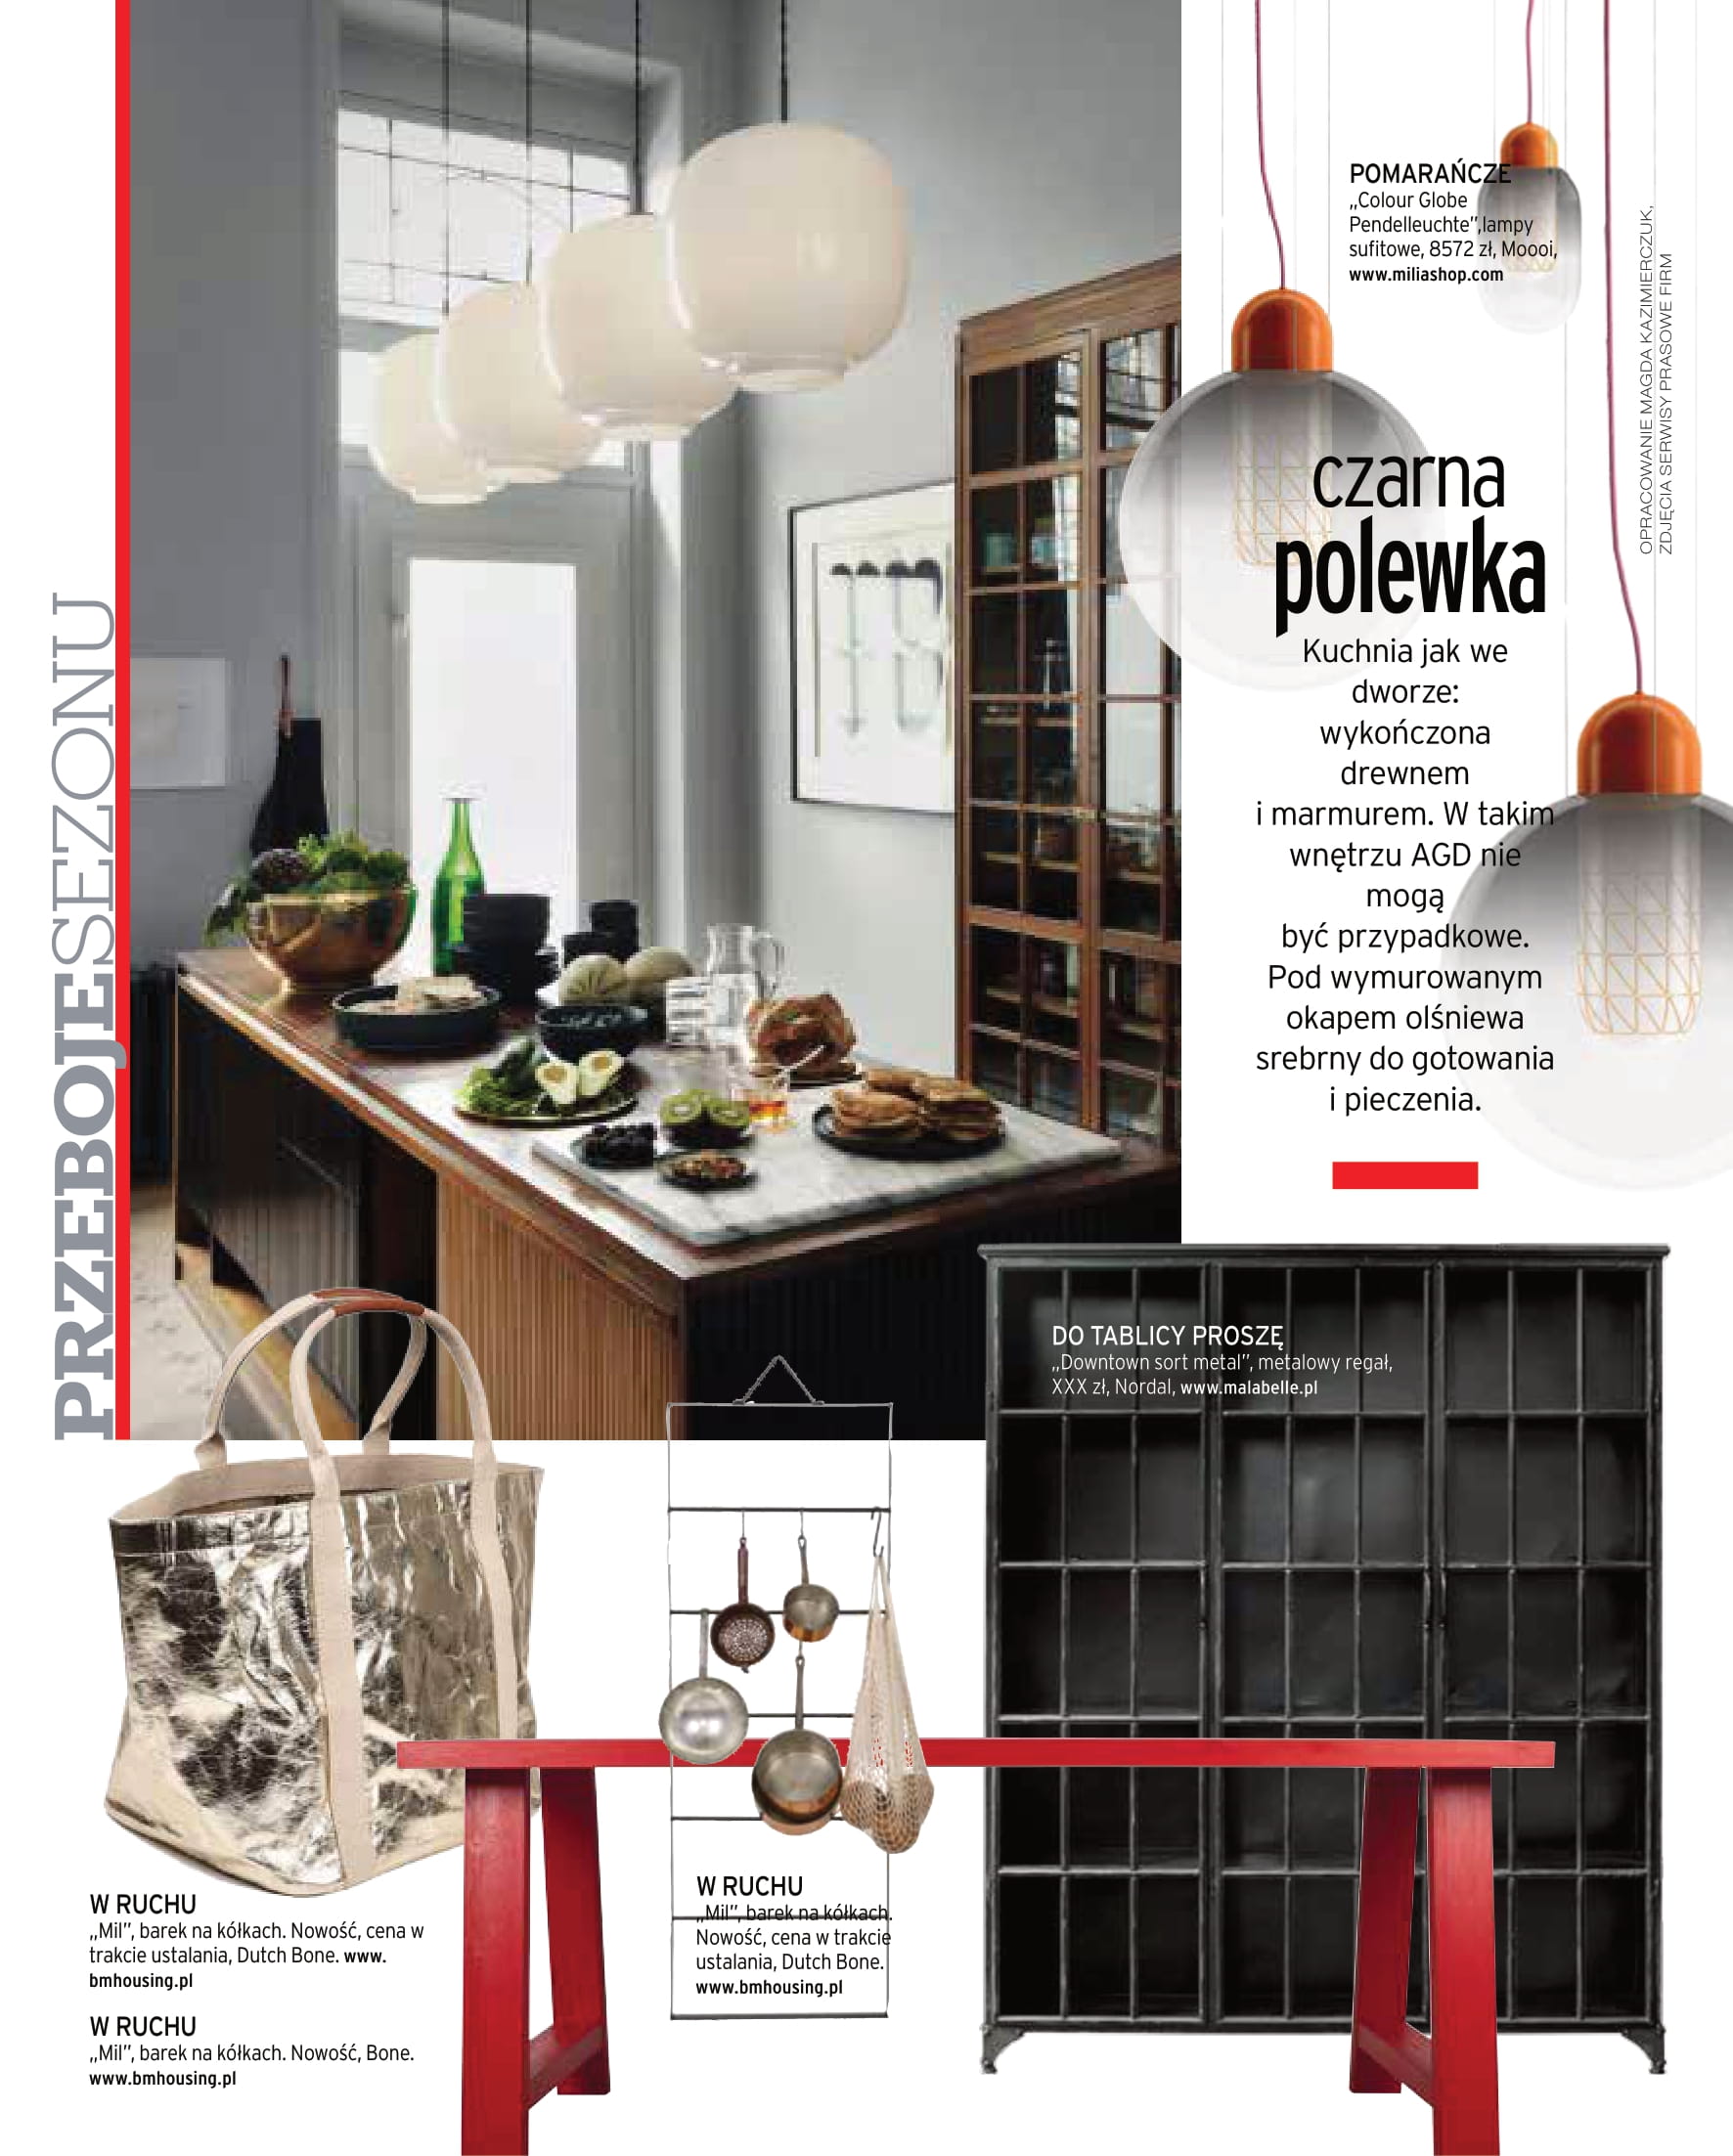 PRZEBOJESEZONU
POMARAŃCZE
„Colour Globe
Pendelleuchte”,lampy
sufitowe, 8572 zł, Moooi,
www.miliashop.com
OPRACOWANIE MAGDA KAZIMIERCZUK,
ZDJĘCIA SERWISY PRASOWE FIRM
czarna
polewka
Kuchnia jak we
dworze:
wykończona
drewnem
i marmurem. W takim
wnętrzu AGD nie
mogą
być przypadkowe.
Pod wymurowanym
okapem olśniewa
srebrny do gotowania
i pieczenia.
DO TABLICY PROSZĘ
„Downtown sort metal”, metalowy regał,
XXX zł, Nordal, www.malabelle.pl
W RUCHU
„Mil”, barek na kółkach. Nowość, cena w
trakcie ustalania, Dutch Bone. www.
bmhousing.pl
W RUCHU
„Mil”, barek na kółkach. Nowość, Bone.
www.bmhousing.pl
W RUCHU
„Mil”, barek na kółkach.
Nowość, cena w trakcie
ustalania, Dutch Bone.
www.bmhousing.pl